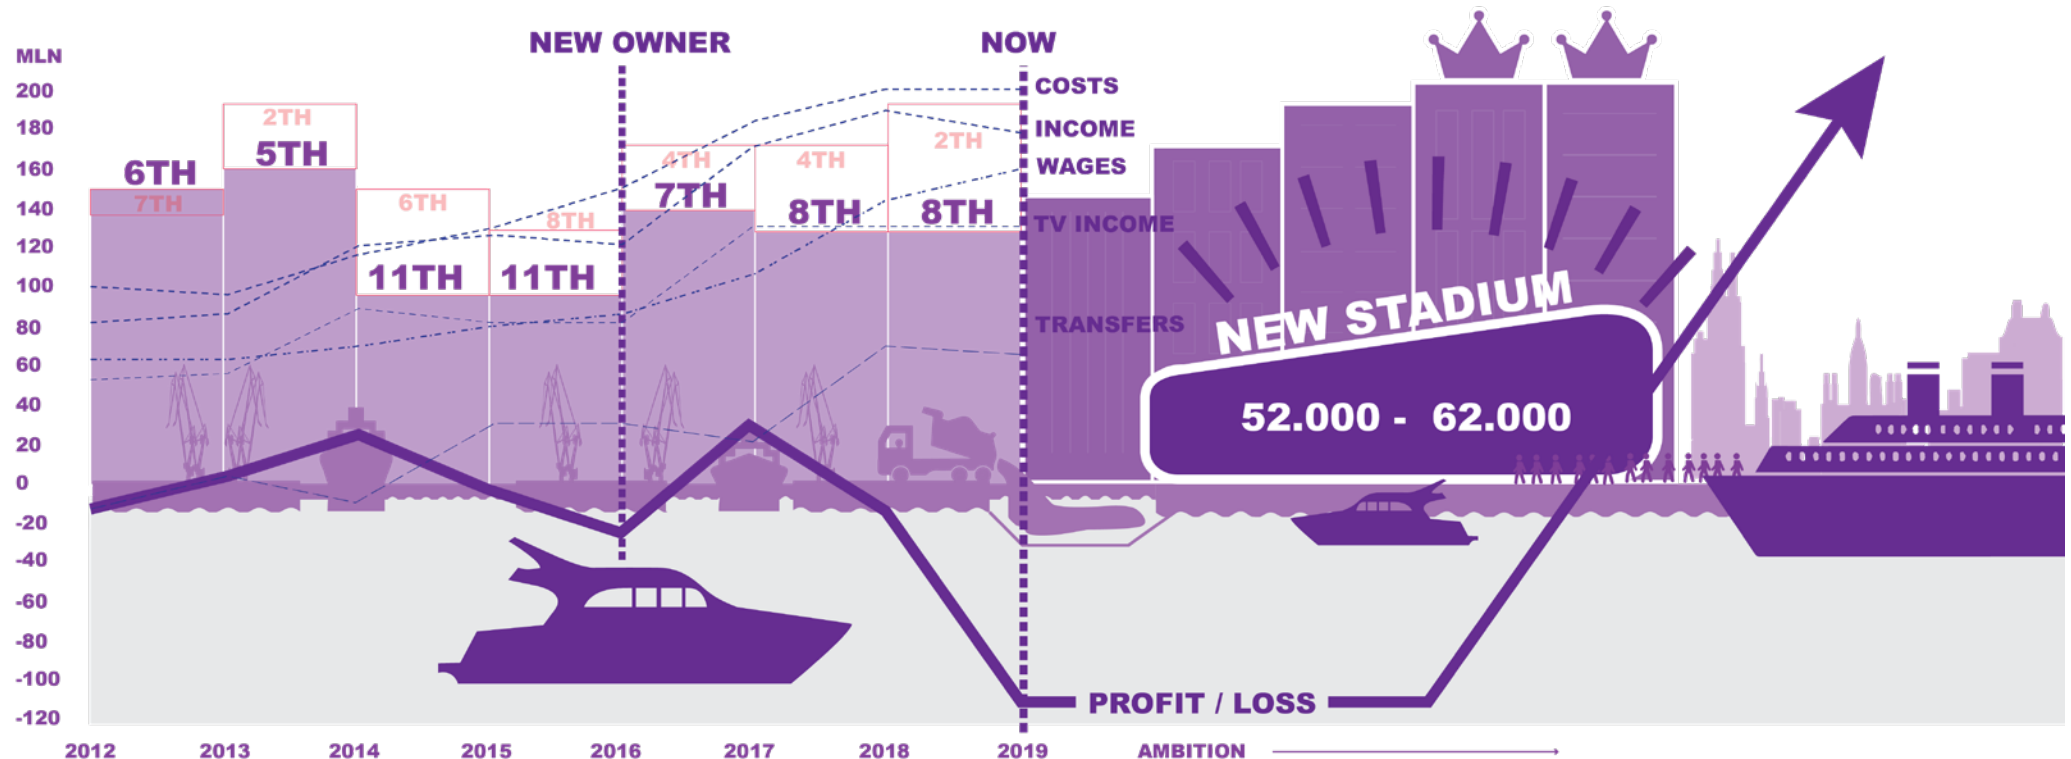 NEW OWNER
NOW
MLN
200
180
160
140
120
100
80
60
40
20
0
-20
-40
-60
-80
-100
-120
6TH
7TH
2TH
5TH
6TH
11TH
8TH
11TH
4TH
7TH
4TH
8TH
2TH
8TH
COSTS
INCOME
WAGES
TV INCOME
TRANSFERS
NEW STADIUM
52.000 - 62.000
PROFIT / LOSS
2012 2013 2014 2015 2016 2017 2018 2019 AMBITION